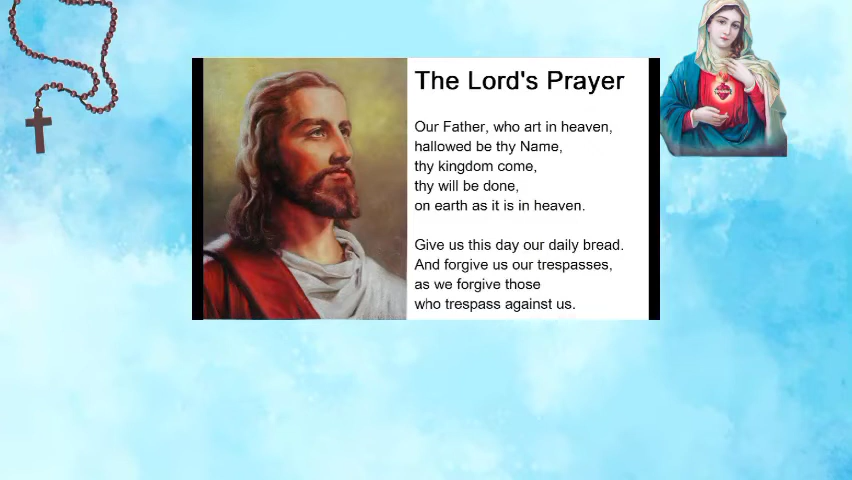 The Lord's Prayer
Our Father, who art in heaven,
hallowed be thy Name,
thy kingdom come,
thy will be done,
on earth as it is in heaven.
Give us this day our daily bread.
And forgive us our trespasses,
as we forgive those
who trespass against us.